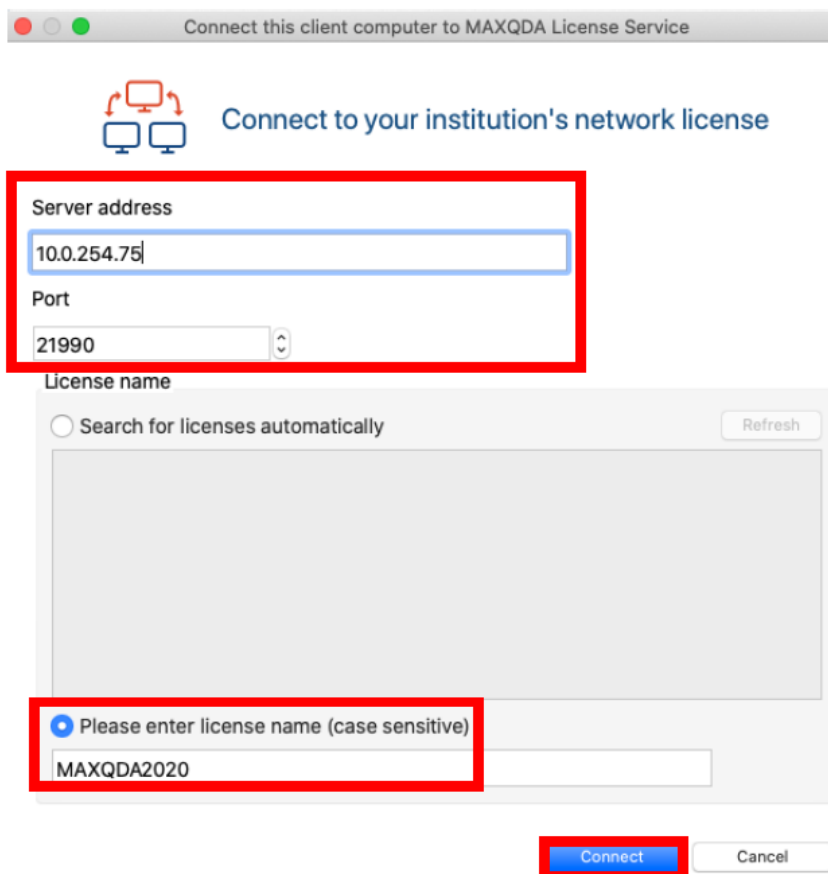 Connect this client computer to MAXQDA License Service
Connect to your institution's network license
Server address
10.0.254.75
Port
21990
License name
Search for licenses automatically
Refresh
Please enter license name (case sensitive)
MAXQDA2020
Connect
Cancel